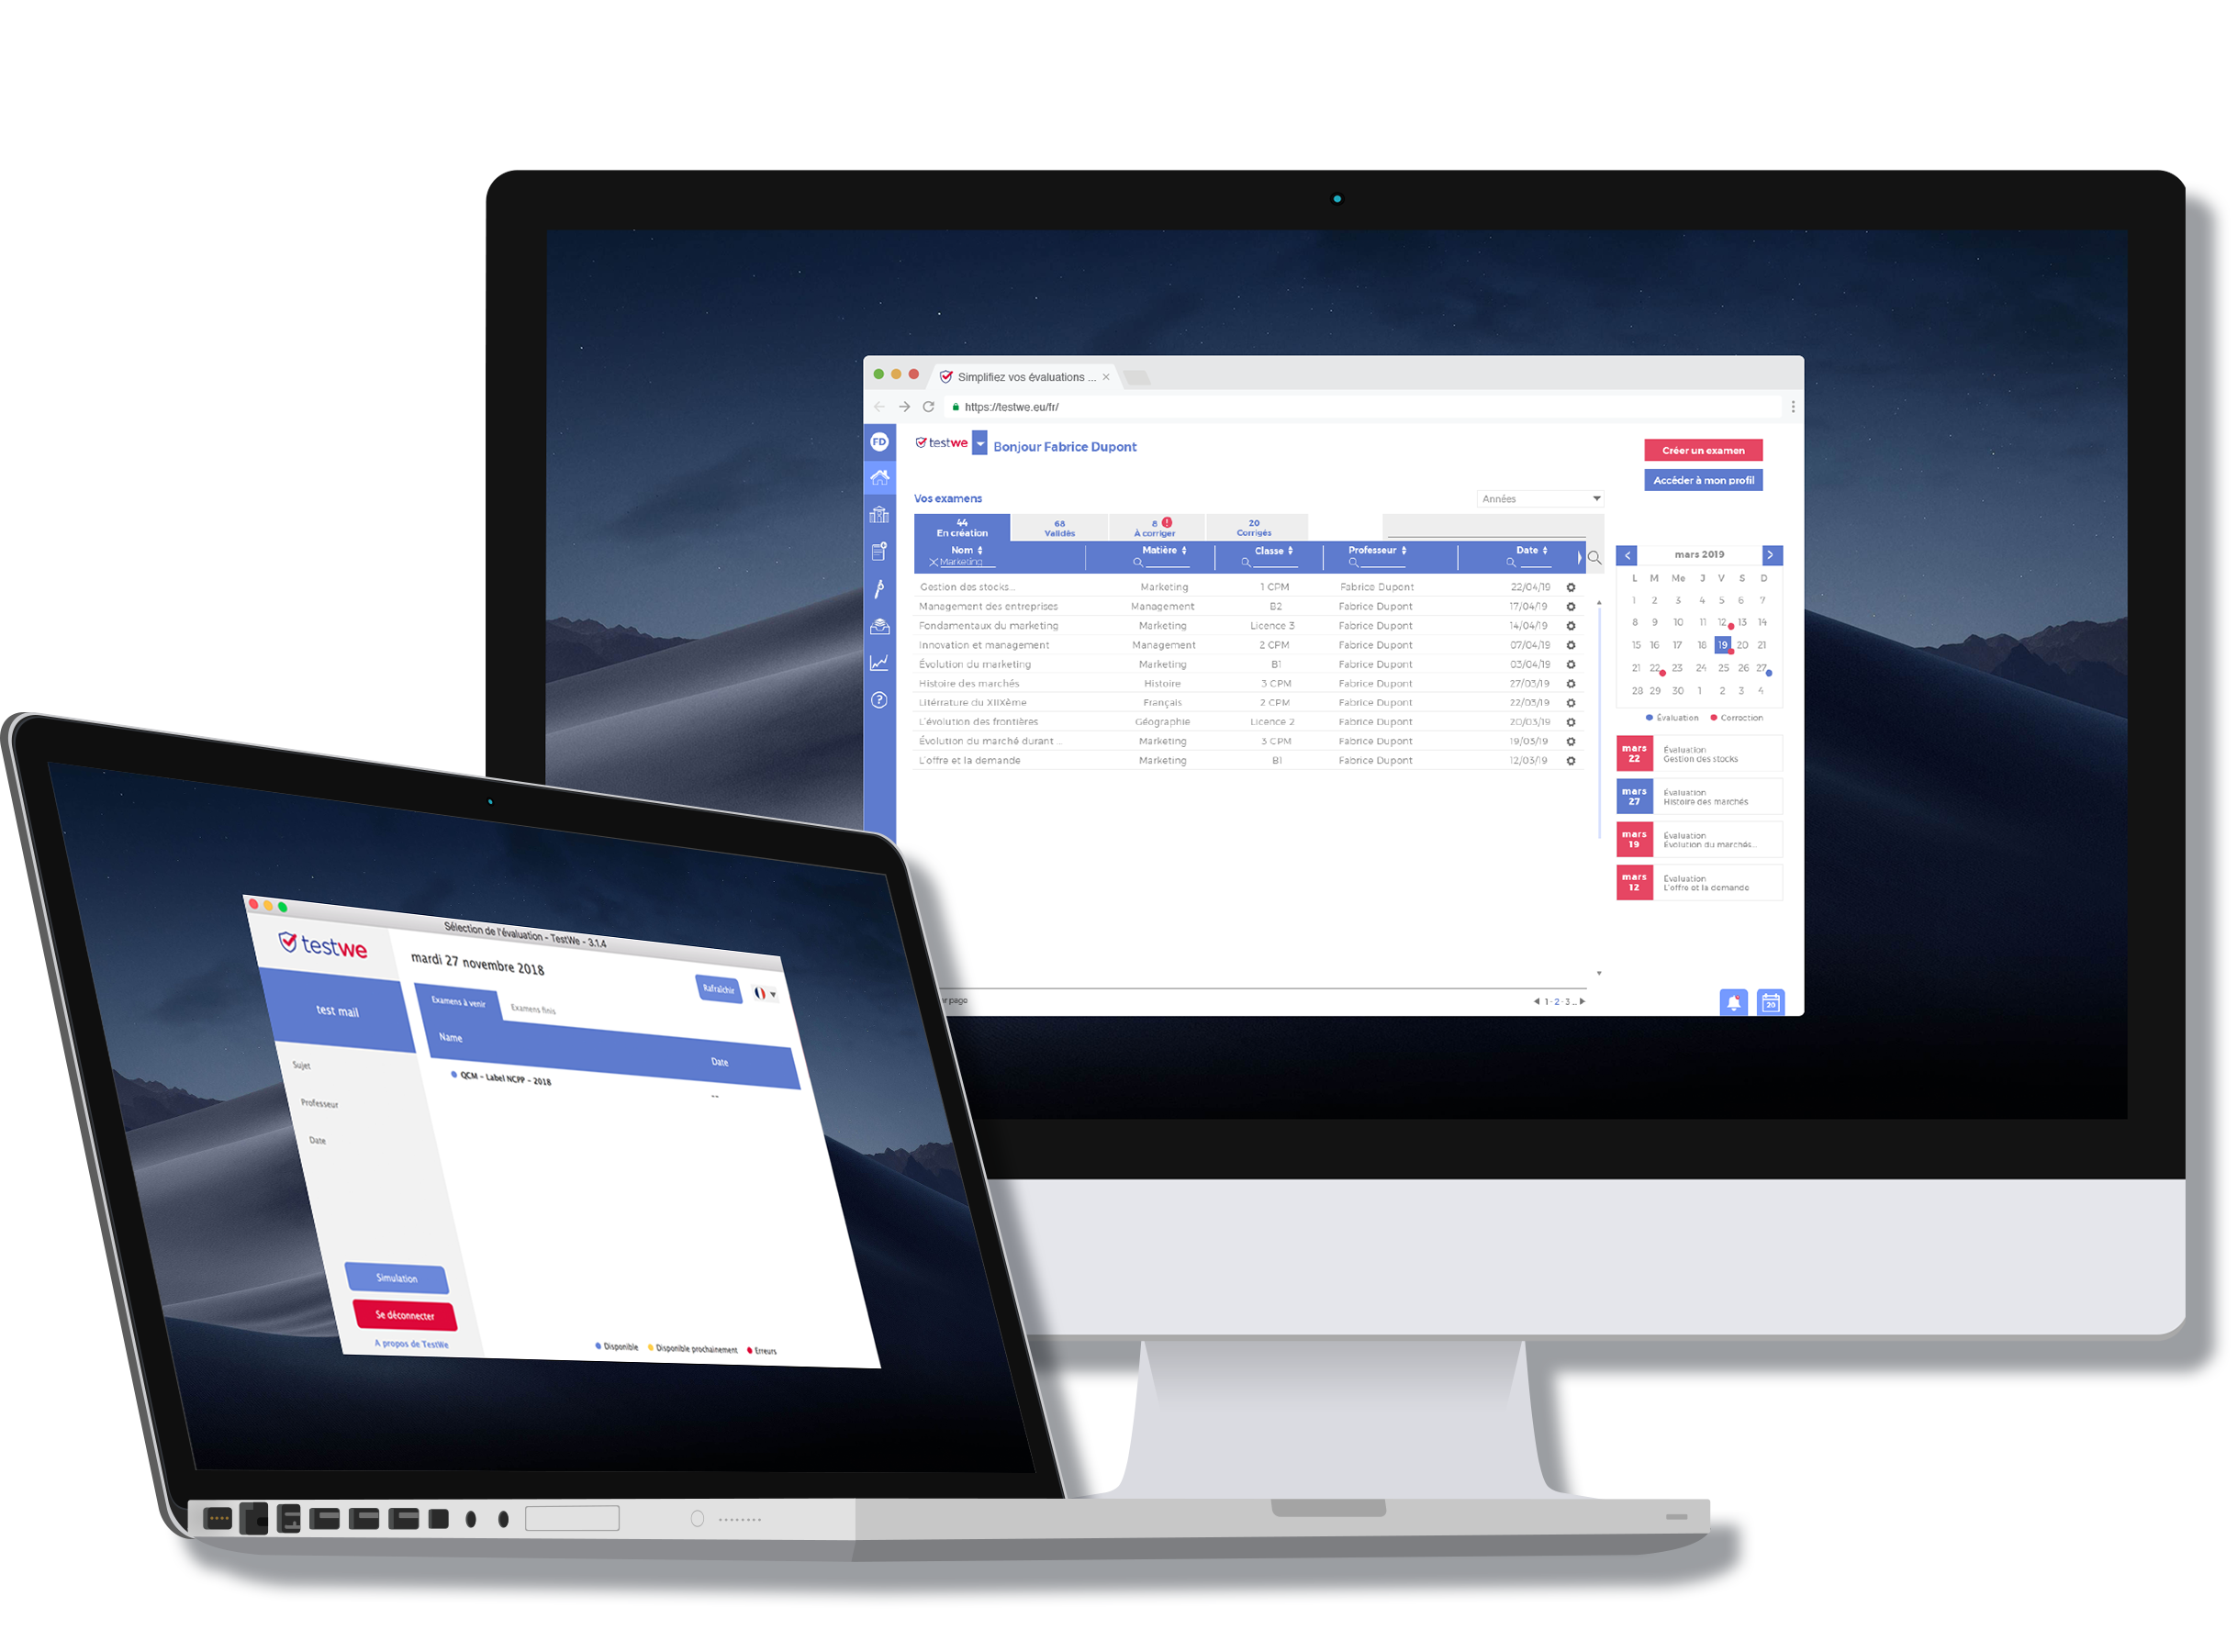 Simplifiez vos évaluations ...
https://testwe.eu/fr/
FD
testwe
Bonjour Fabrice Dupont
Créer un examen
Accéder à mon profil
Vos examens
Années
44 En création
68 Validés
8 ! À corriger
20 Corrigés
Nom Matière Classe Professeur Date
Marketing
Gestion des stocks... Marketing 1 CPM Fabrice Dupont 22/04/19
Management des entreprises Management B2 Fabrice Dupont 17/04/19
Fondamentaux du marketing Marketing Licence 3 Fabrice Dupont 14/04/19
Innovation et management Management 2 CPM Fabrice Dupont 07/04/19
Évolution du marketing Marketing B1 Fabrice Dupont 03/04/19
Histoire des marchés Histoire 3 CPM Fabrice Dupont 27/03/19
Litérrature du XIIXème Français 2 CPM Fabrice Dupont 22/03/19
L'évolution des frontières Géographie Licence 2 Fabrice Dupont 20/03/19
Évolution du marché durant ... Marketing 3 CPM Fabrice Dupont 19/03/19
L'offre et la demande Marketing B1 Fabrice Dupont 12/03/19
page
1 - 2 - 3 ...
mars 2019
L M Me J V S D
1 2 3 4 5 6 7
8 9 10 11 12 13 14
15 16 17 18 19 20 21
21 22 23 24 25 26 27
28 29 30 1 2 3 4
Évaluation Correction
mars 22
Évaluation
Gestion des stocks
mars 27
Évaluation
Histoire des marchés
mars 19
Évaluation
Évolution du marchés...
mars 12
Évaluation
L'offre et la demande
20
Sélection de l'évaluation - TestWe - 3.1.4
testwe
mardi 27 novembre 2018
Rafraîchir
test mail
Examens à venir
Examens finis
Name
Date
QCM - Label NCPP - 2018
--
Sujet
Professeur
Date
Simulation
Se déconnecter
A propos de TestWe
Disponible Disponible prochainement Erreurs